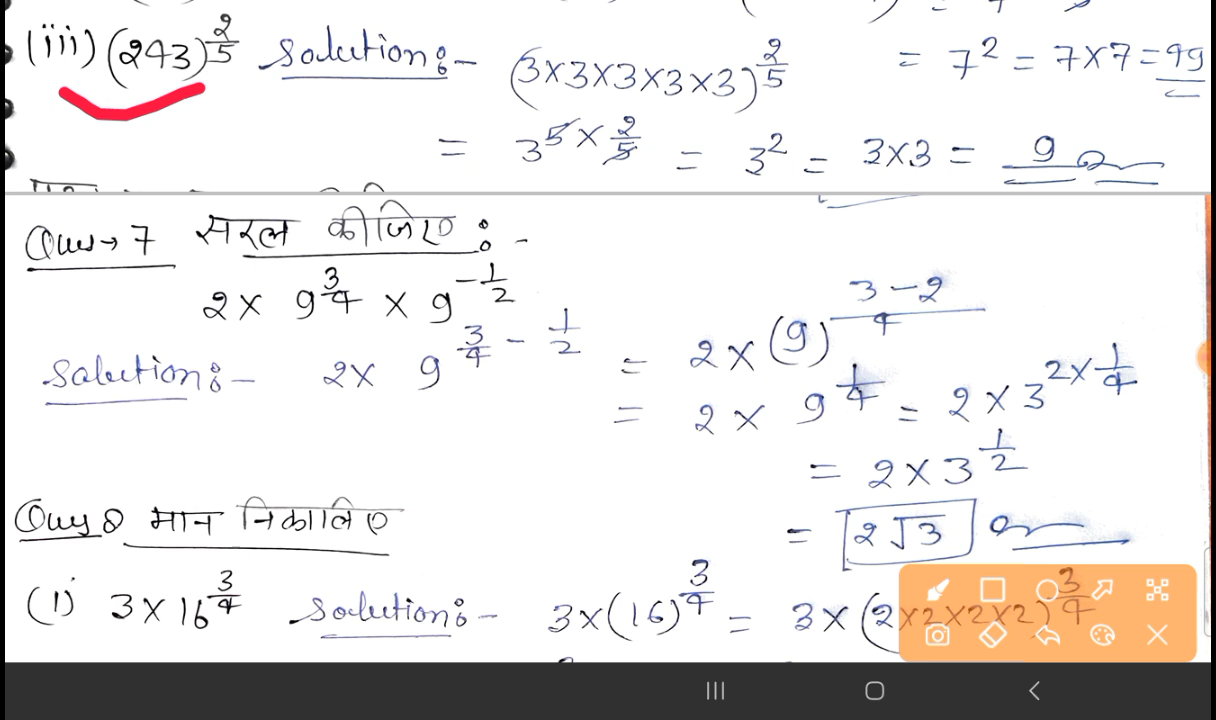 (iii) (243)^2/5 Solution:- (3×3×3×3×3)^2/5 = 7² = 7×7 = 49
= 3^5×2/5 = 3² = 3×3 = 9
Ques→7 सरल कीजिए :-
2× 9^3/4 × 9^-1/2
Solution:- 2× 9^3/4 - 1/2 = 2×(9)^3-2/4
= 2× 9^1/4 = 2×3^2×1/4
= 2×3^1/2
= 2√3
Ques 8 मान निकालिए
(i) 3×16^3/4 Solution:- 3×(16)^3/4 = 3×(2×2×2×2)^3/4